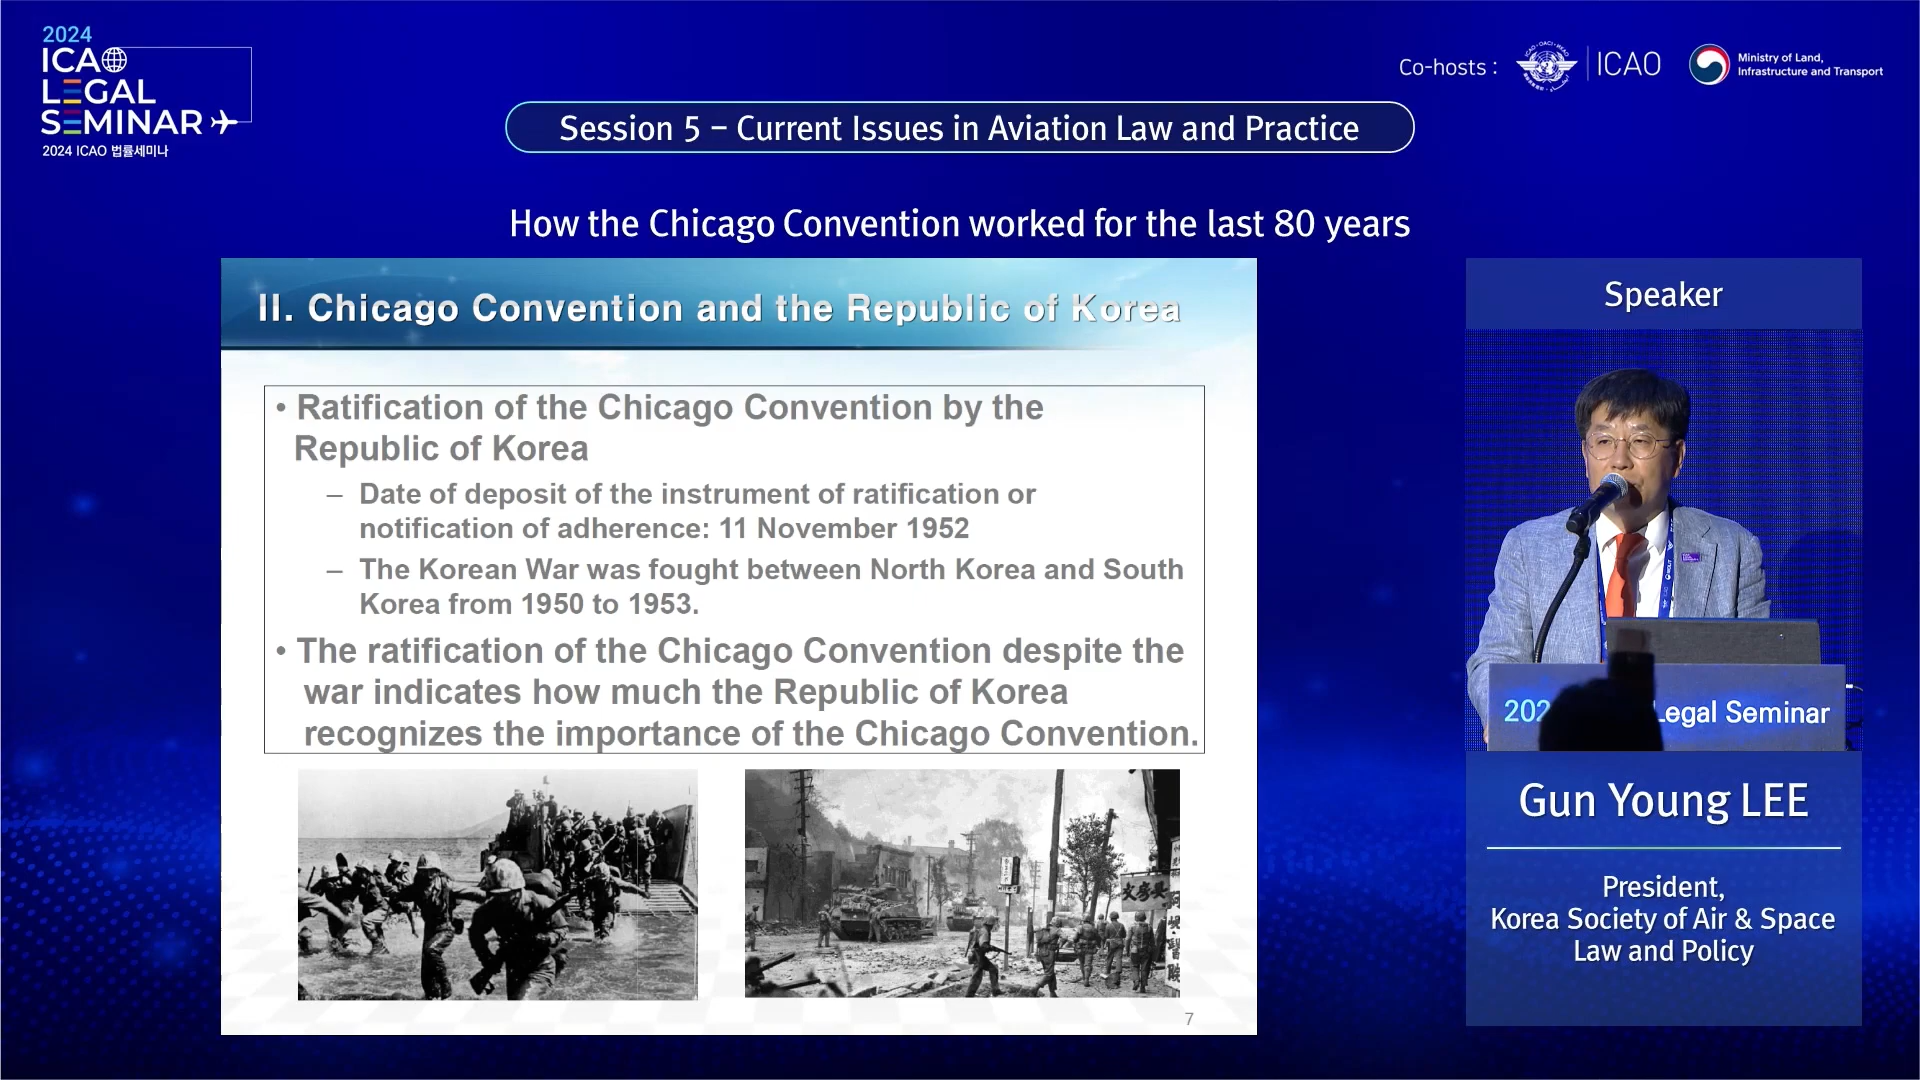 2024
ICAO
LEGAL
SEMINAR
2024 ICAO 법률세미나
Co-hosts :
ICAO
Ministry of Land,
Infrastructure and Transport
Session 5 – Current Issues in Aviation Law and Practice
How the Chicago Convention worked for the last 80 years
II. Chicago Convention and the Republic of Korea
• Ratification of the Chicago Convention by the
Republic of Korea
– Date of deposit of the instrument of ratification or
notification of adherence: 11 November 1952
– The Korean War was fought between North Korea and South
Korea from 1950 to 1953.
• The ratification of the Chicago Convention despite the
war indicates how much the Republic of Korea
recognizes the importance of the Chicago Convention.
文房具
7
Speaker
202 Legal Seminar
Gun Young LEE
President,
Korea Society of Air & Space
Law and Policy